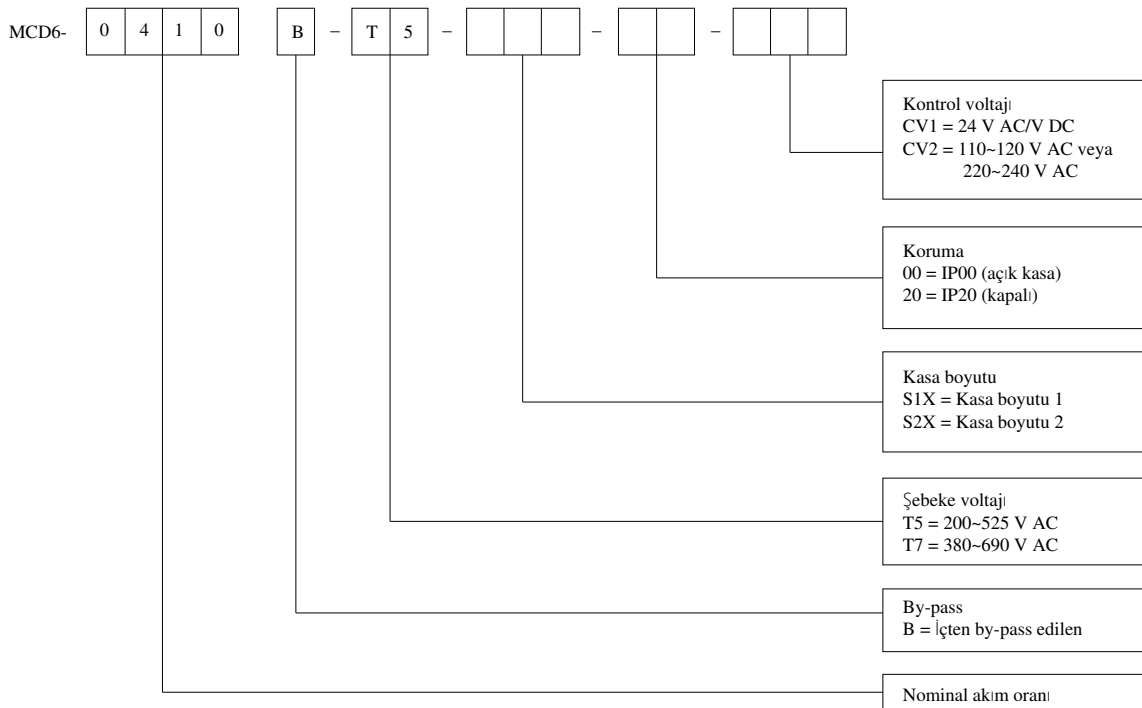 MCD6- 0 4 1 0 B – T 5 – – –
Kontrol voltajı
CV1 = 24 V AC/V DC
CV2 = 110~120 V AC veya
220~240 V AC
Koruma
00 = IP00 (açık kasa)
20 = IP20 (kapalı)
Kasa boyutu
S1X = Kasa boyutu 1
S2X = Kasa boyutu 2
Şebeke voltajı
T5 = 200~525 V AC
T7 = 380~690 V AC
By-pass
B = İçten by-pass edilen
Nominal akım oranı